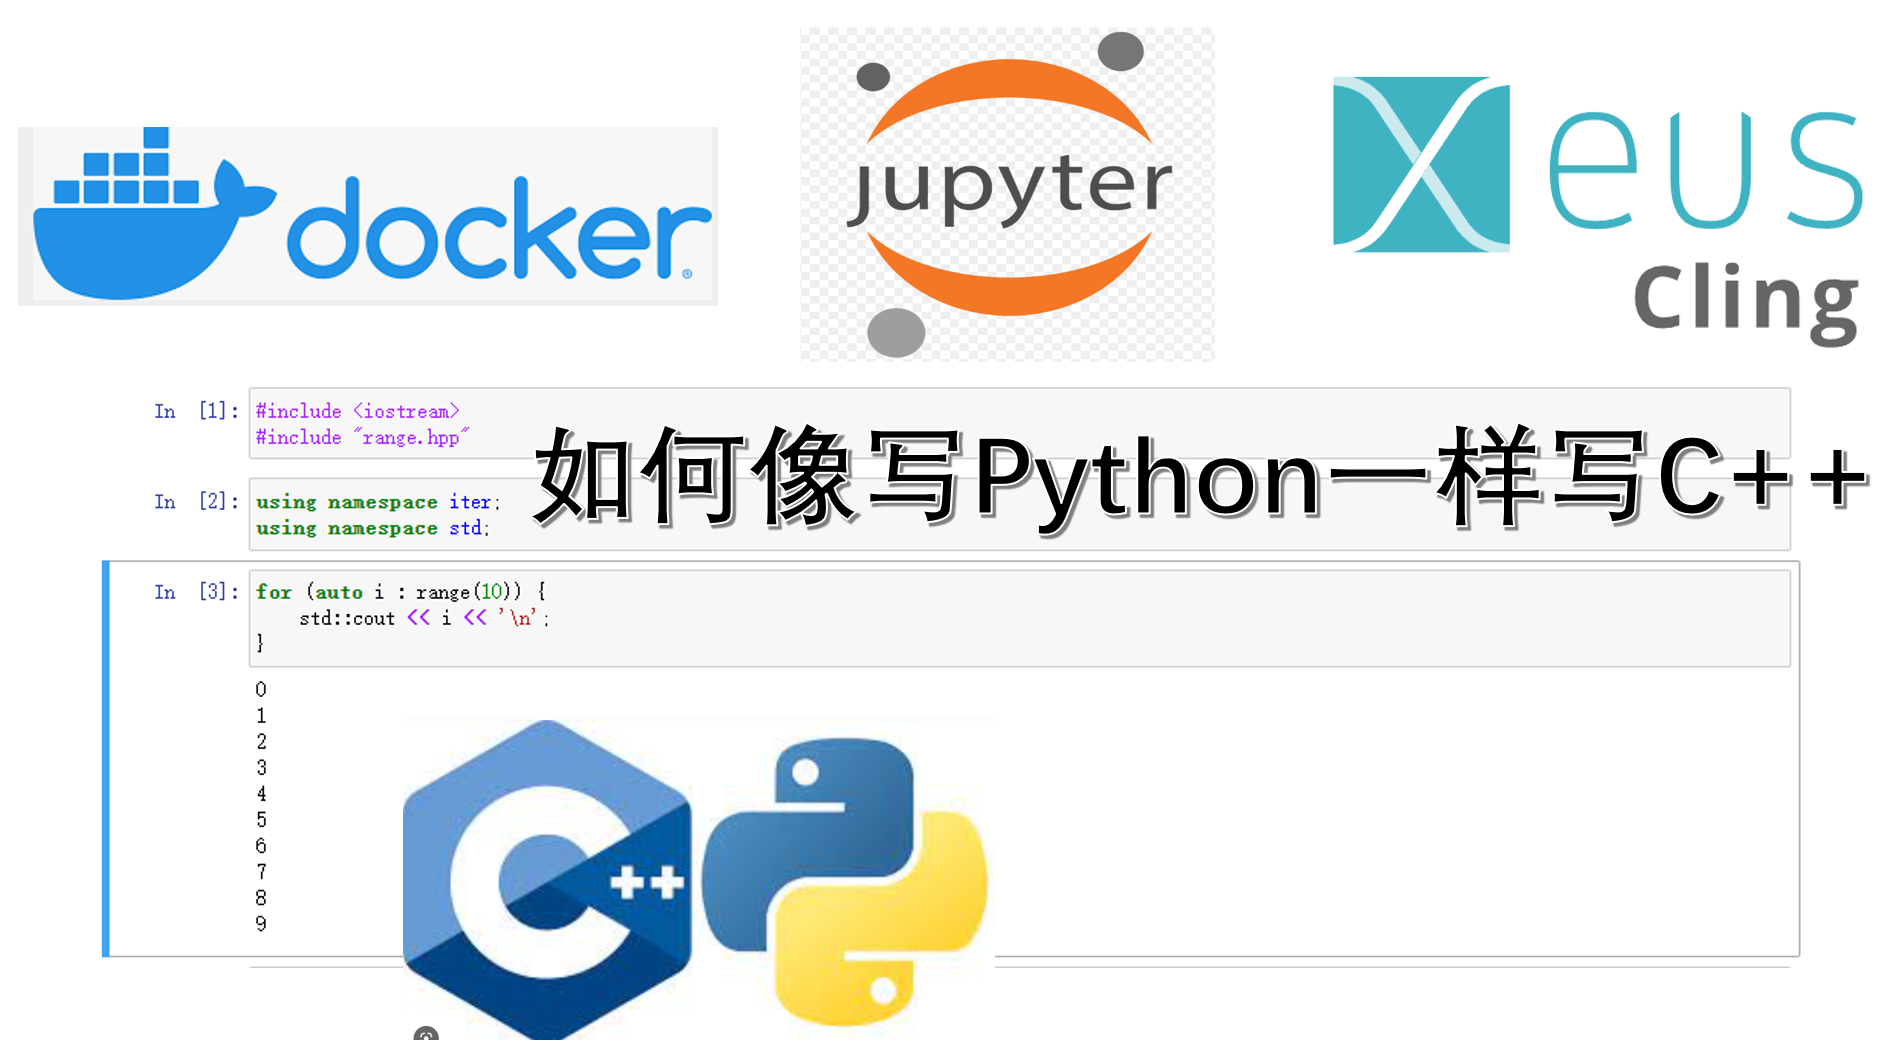 docker®
jupyter
Xeus
Cling
In [1]: #include <iostream>
#include "range.hpp"
如何像写Python一样写C++
In [2]: using namespace iter;
using namespace std;
In [3]: for (auto i : range(10)) {
    std::cout << i << '\n';
}
0
1
2
3
4
5
6
7
8
9
C++